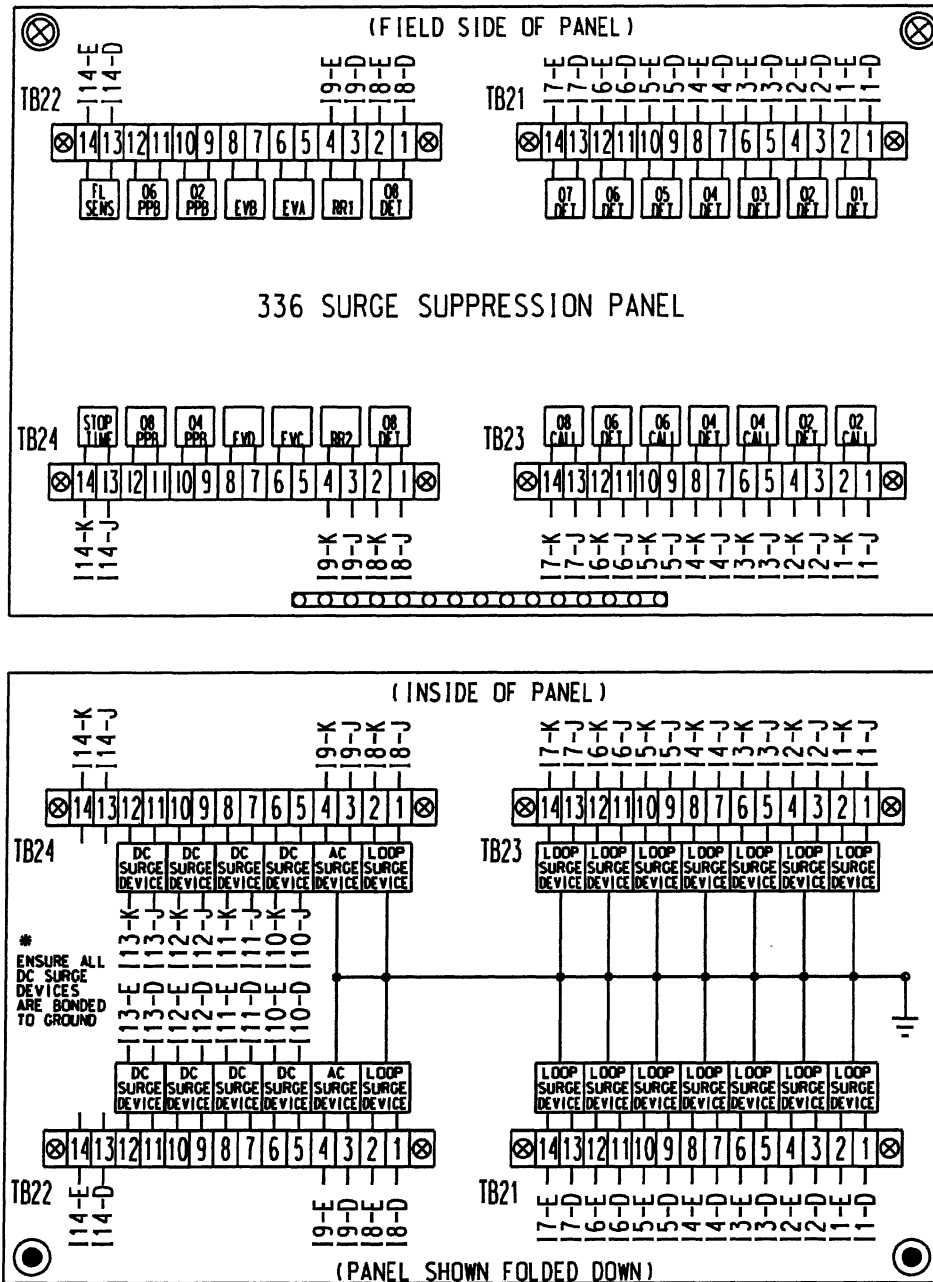 (FIELD SIDE OF PANEL)
TB22
I14-E
I14-D
I9-E
I9-D
I8-E
I8-D
14 13 12 11 10 9 8 7 6 5 4 3 2 1
FL SENS
06 PPB
02 PPB
EVB
EVA
RR1
08 DET
TB21
I7-E
I7-D
I6-E
I6-D
I5-E
I5-D
I4-E
I4-D
I3-E
I3-D
I2-E
I2-D
I1-E
I1-D
14 13 12 11 10 9 8 7 6 5 4 3 2 1
07 DET
06 DET
05 DET
04 DET
03 DET
02 DET
01 DET
336 SURGE SUPPRESSION PANEL
TB24
STOP TIME
08 PPB
04 PPB
EVD
EVC
RR2
08 DET
14 13 12 11 10 9 8 7 6 5 4 3 2 1
I14-K
I14-J
I9-K
I9-J
I8-K
I8-J
TB23
08 CALL
06 DET
06 CALL
04 DET
04 CALL
02 DET
02 CALL
14 13 12 11 10 9 8 7 6 5 4 3 2 1
I7-K
I7-J
I6-K
I6-J
I5-K
I5-J
I4-K
I4-J
I3-K
I3-J
I2-K
I2-J
I1-K
I1-J
(INSIDE OF PANEL)
I14-K
I14-J
I9-K
I9-J
I8-K
I8-J
14 13 12 11 10 9 8 7 6 5 4 3 2 1
TB24
DC SURGE DEVICE
DC SURGE DEVICE
DC SURGE DEVICE
DC SURGE DEVICE
AC SURGE DEVICE
LOOP SURGE DEVICE
I13-K
I13-J
I12-K
I12-J
I11-K
I11-J
I10-K
I10-J
I7-K
I7-J
I6-K
I6-J
I5-K
I5-J
I4-K
I4-J
I3-K
I3-J
I2-K
I2-J
I1-K
I1-J
14 13 12 11 10 9 8 7 6 5 4 3 2 1
TB23
LOOP SURGE DEVICE
LOOP SURGE DEVICE
LOOP SURGE DEVICE
LOOP SURGE DEVICE
LOOP SURGE DEVICE
LOOP SURGE DEVICE
LOOP SURGE DEVICE
*
ENSURE ALL
DC SURGE
DEVICES
ARE BONDED
TO GROUND
I13-E
I13-D
I12-E
I12-D
I11-E
I11-D
I10-E
I10-D
DC SURGE DEVICE
DC SURGE DEVICE
DC SURGE DEVICE
DC SURGE DEVICE
AC SURGE DEVICE
LOOP SURGE DEVICE
14 13 12 11 10 9 8 7 6 5 4 3 2 1
TB22
I14-E
I14-D
I9-E
I9-D
I8-E
I8-D
LOOP SURGE DEVICE
LOOP SURGE DEVICE
LOOP SURGE DEVICE
LOOP SURGE DEVICE
LOOP SURGE DEVICE
LOOP SURGE DEVICE
LOOP SURGE DEVICE
14 13 12 11 10 9 8 7 6 5 4 3 2 1
TB21
I7-E
I7-D
I6-E
I6-D
I5-E
I5-D
I4-E
I4-D
I3-E
I3-D
I2-E
I2-D
I1-E
I1-D
(PANEL SHOWN FOLDED DOWN)